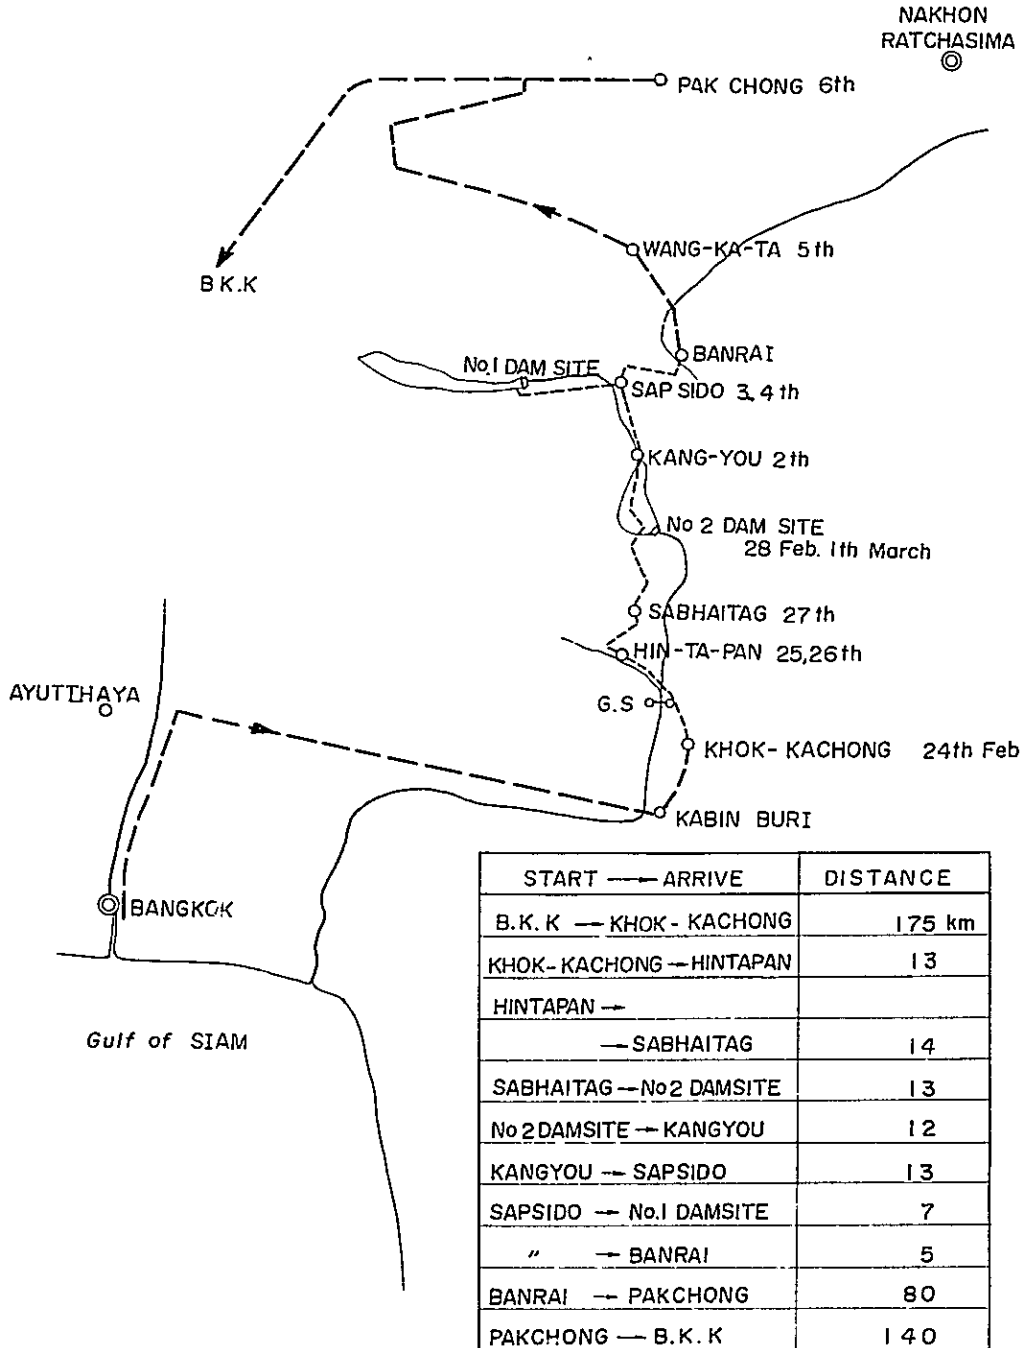 NAKHON
RATCHASIMA
PAK CHONG 6th
WANG-KA-TA 5th
B K.K
BANRAI
No.1 DAM SITE
SAP SIDO 3,4th
KANG-YOU 2th
No 2 DAM SITE
28 Feb. 1th March
SABHAITAG 27th
HIN-TA-PAN 25,26th
AYUTTHAYA
G.S
KHOK-KACHONG 24th Feb
KABIN BURI
BANGKOK
Gulf of SIAM
START → ARRIVE DISTANCE
B.K.K → KHOK-KACHONG 175 km
KHOK-KACHONG → HINTAPAN 13
HINTAPAN →
→ SABHAITAG 14
SABHAITAG → No2 DAMSITE 13
No2 DAMSITE → KANGYOU 12
KANGYOU → SAPSIDO 13
SAPSIDO → No.1 DAMSITE 7
〃 → BANRAI 5
BANRAI → PAKCHONG 80
PAKCHONG — B.K.K 140